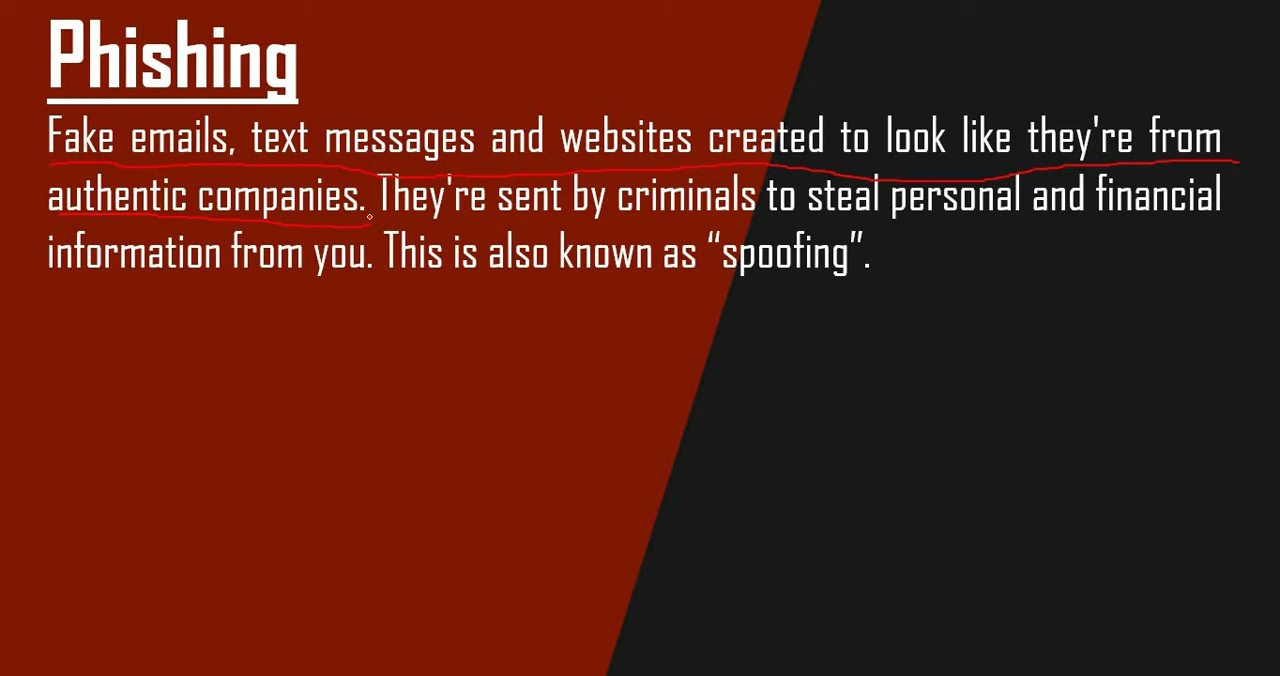 Phishing
Fake emails, text messages and websites created to look like they're from
authentic companies. They're sent by criminals to steal personal and financial
information from you. This is also known as “spoofing”.